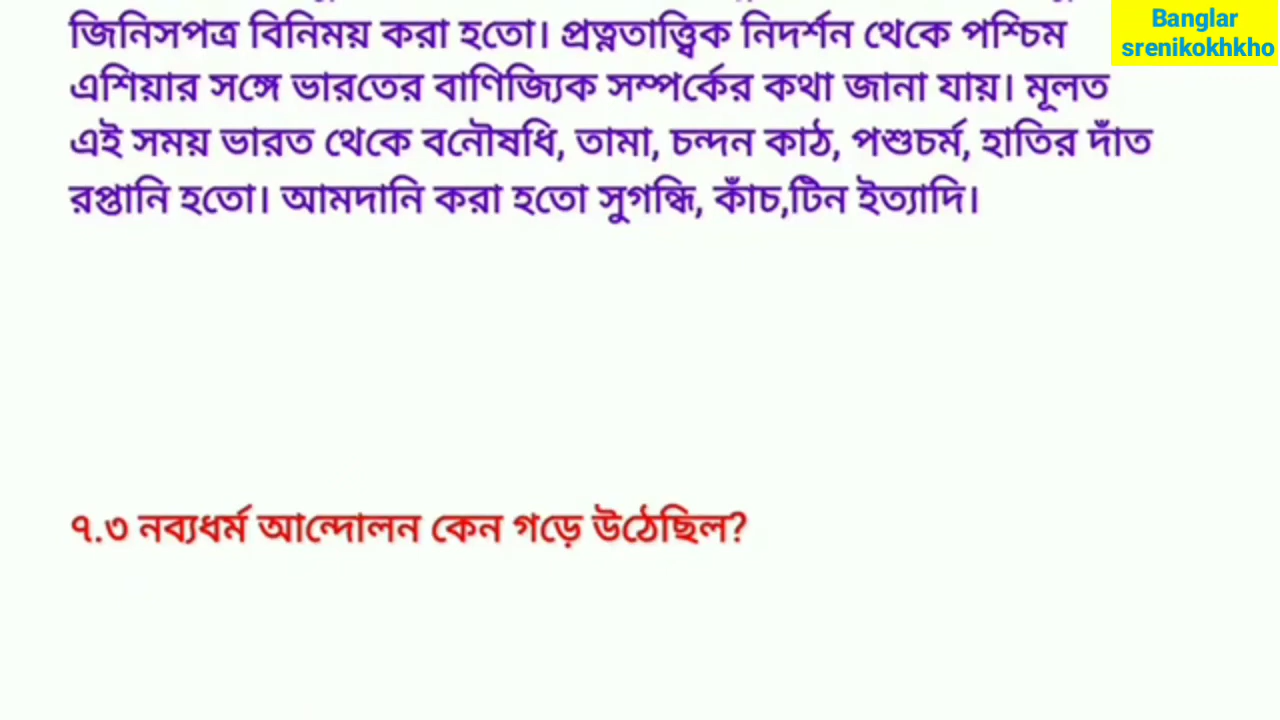 Banglar
srenikokhkho
জিনিসপত্র বিনিময় করা হতো। প্রত্নতাত্ত্বিক নিদর্শন থেকে পশ্চিম
এশিয়ার সঙ্গে ভারতের বাণিজ্যিক সম্পর্কের কথা জানা যায়। মূলত
এই সময় ভারত থেকে বনৌষধি, তামা, চন্দন কাঠ, পশুচর্ম, হাতির দাঁত
রপ্তানি হতো। আমদানি করা হতো সুগন্ধি, কাঁচ,টিন ইত্যাদি।
৭.৩ নব্যধর্ম আন্দোলন কেন গড়ে উঠেছিল?